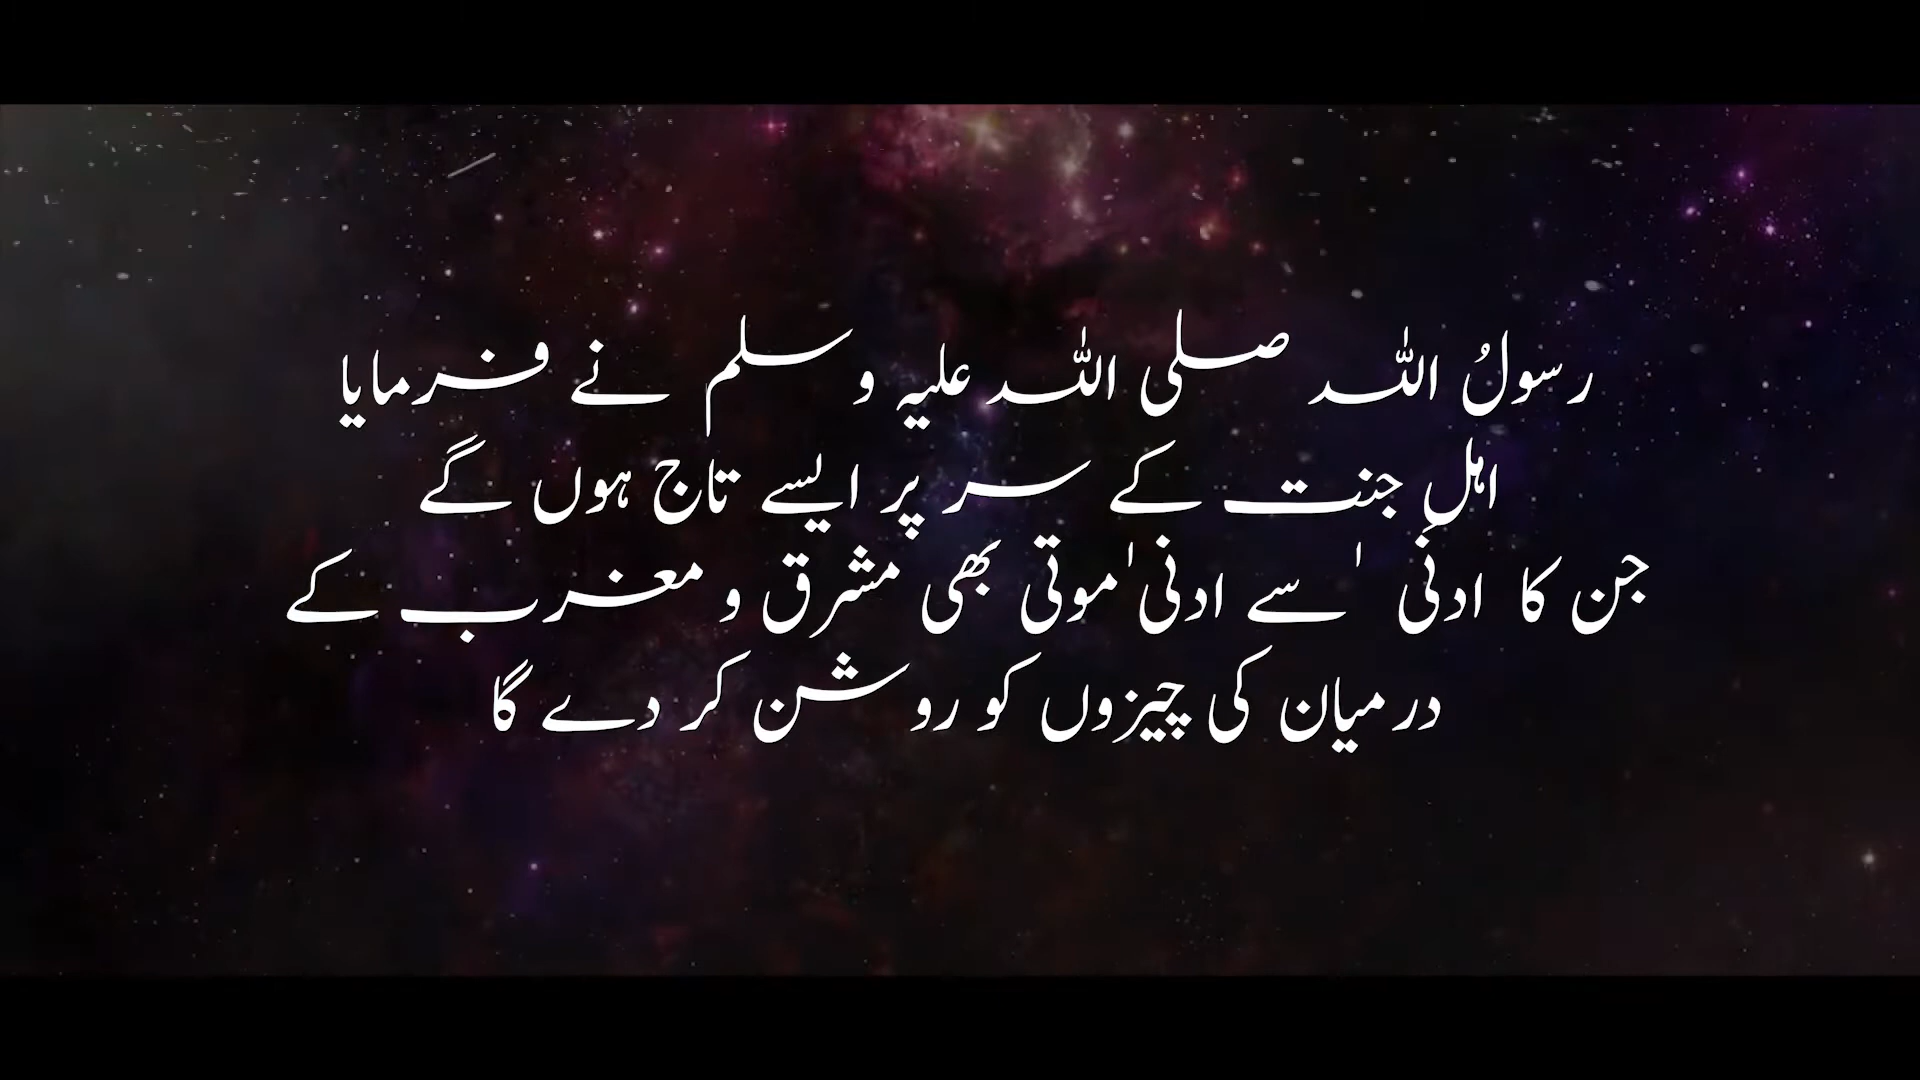 رسولُ اللہ صلی اللہ علیہ وسلم نے فرمایا
اہل جنت کے سر پر ایسے تاج ہوں گے
جن کا ادنیٰ سے ادنیٰ موتی بھی مشرق و مغرب کے
درمیان کی چیزوں کو روشن کر دے گا